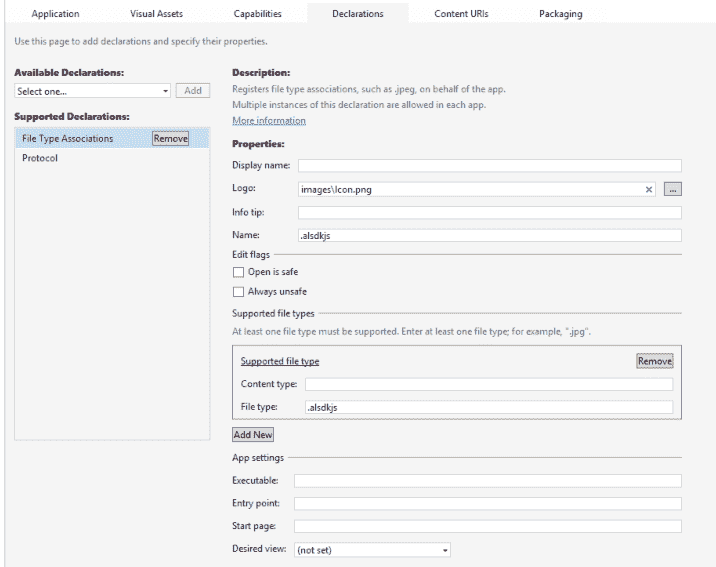 Application Visual Assets Capabilities Declarations Content URIs Packaging
Use this page to add declarations and specify their properties.
Available Declarations:
Select one... Add
Supported Declarations:
File Type Associations Remove
Protocol
Description:
Registers file type associations, such as .jpeg, on behalf of the app.
Multiple instances of this declaration are allowed in each app.
More information
Properties:
Display name:
Logo: images\Icon.png ...
Info tip:
Name: .alsdkjs
Edit flags
Open is safe
Always unsafe
Supported file types
At least one file type must be supported. Enter at least one file type; for example, ".jpg".
Supported file type Remove
Content type:
File type: .alsdkjs
Add New
App settings
Executable:
Entry point:
Start page:
Desired view: (not set)